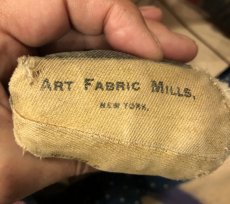 ART FABRIC MILLS,
NEW YORK.